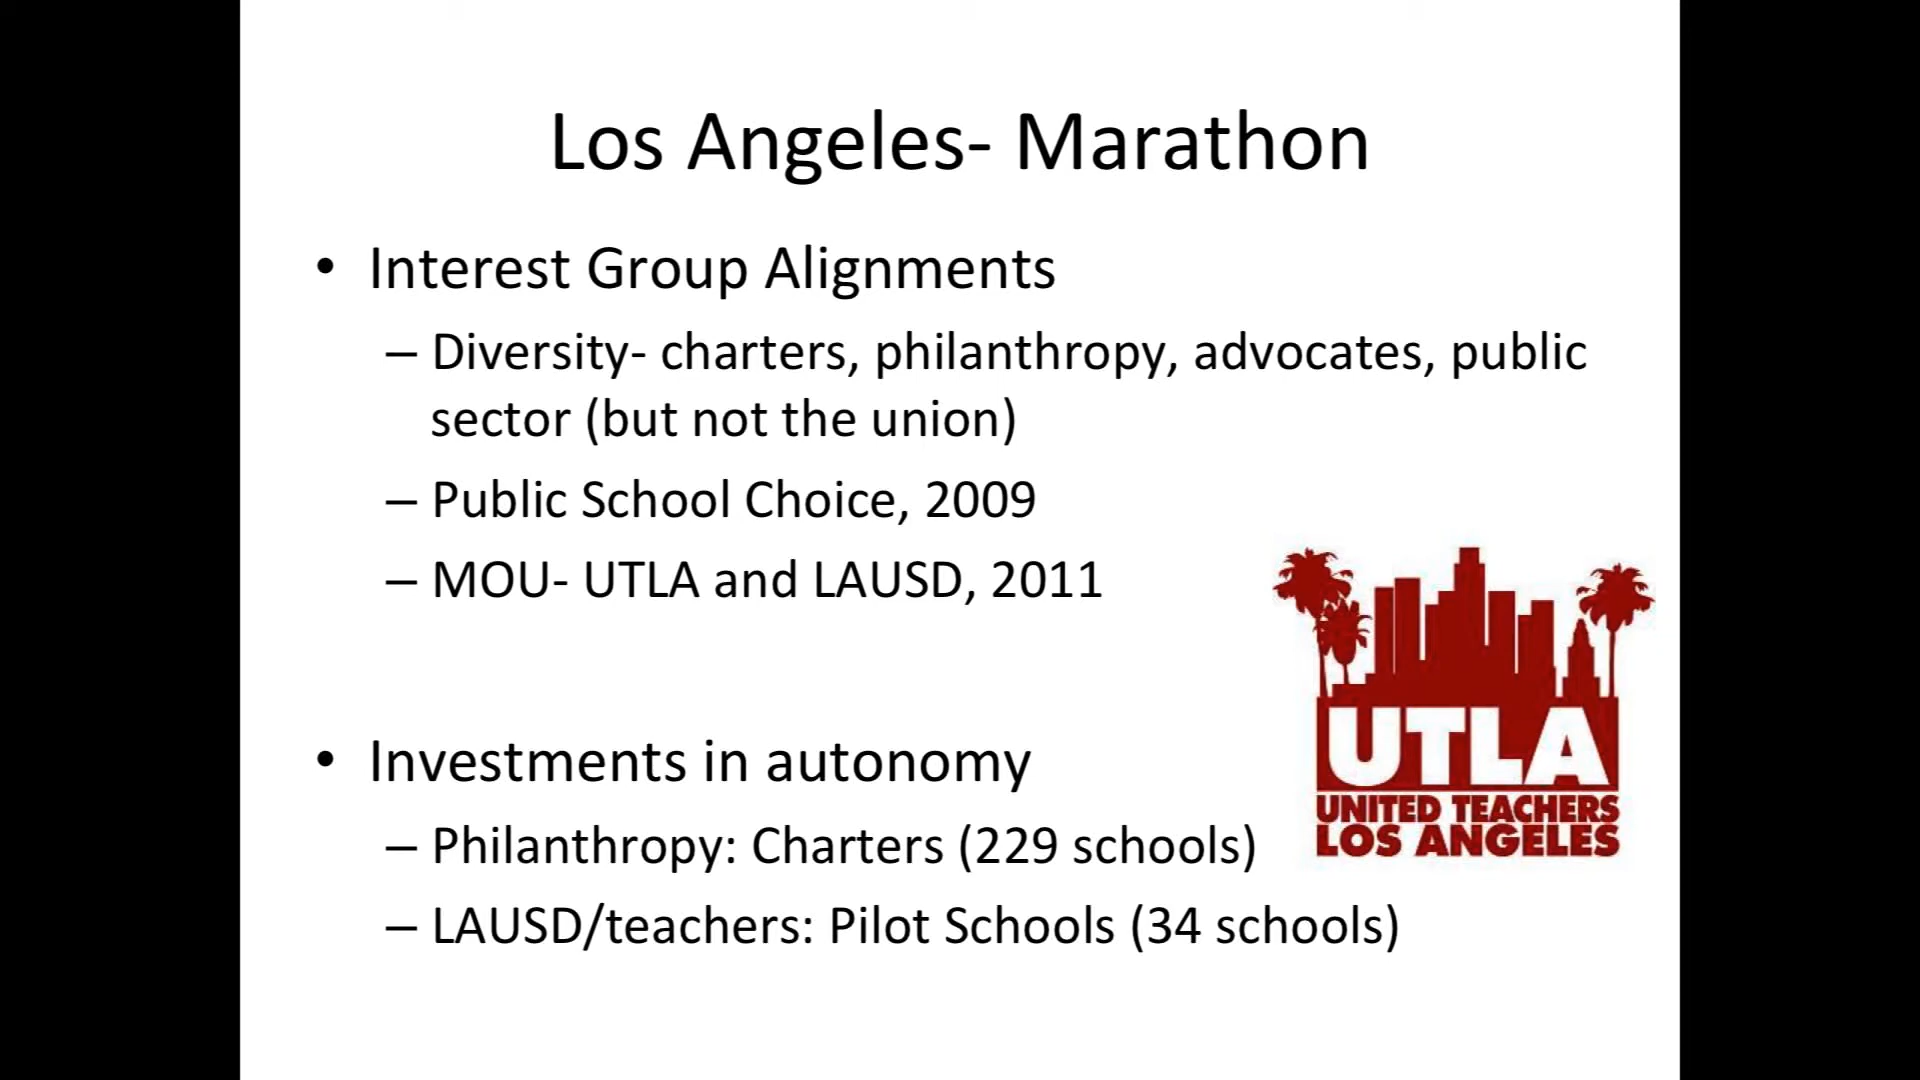 Los Angeles- Marathon
• Interest Group Alignments
– Diversity- charters, philanthropy, advocates, public
sector (but not the union)
– Public School Choice, 2009
– MOU- UTLA and LAUSD, 2011
• Investments in autonomy
– Philanthropy: Charters (229 schools)
– LAUSD/teachers: Pilot Schools (34 schools)
UTLA
UNITED TEACHERS
LOS ANGELES